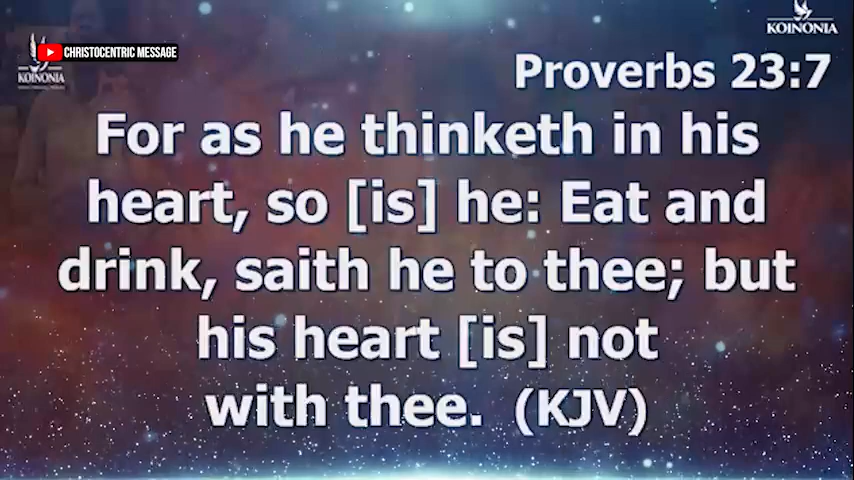 CHRISTOCENTRIC MESSAGE
KOINONIA
KOINONIA
Proverbs 23:7
For as he thinketh in his
heart, so [is] he: Eat and
drink, saith he to thee; but
his heart [is] not
with thee. (KJV)